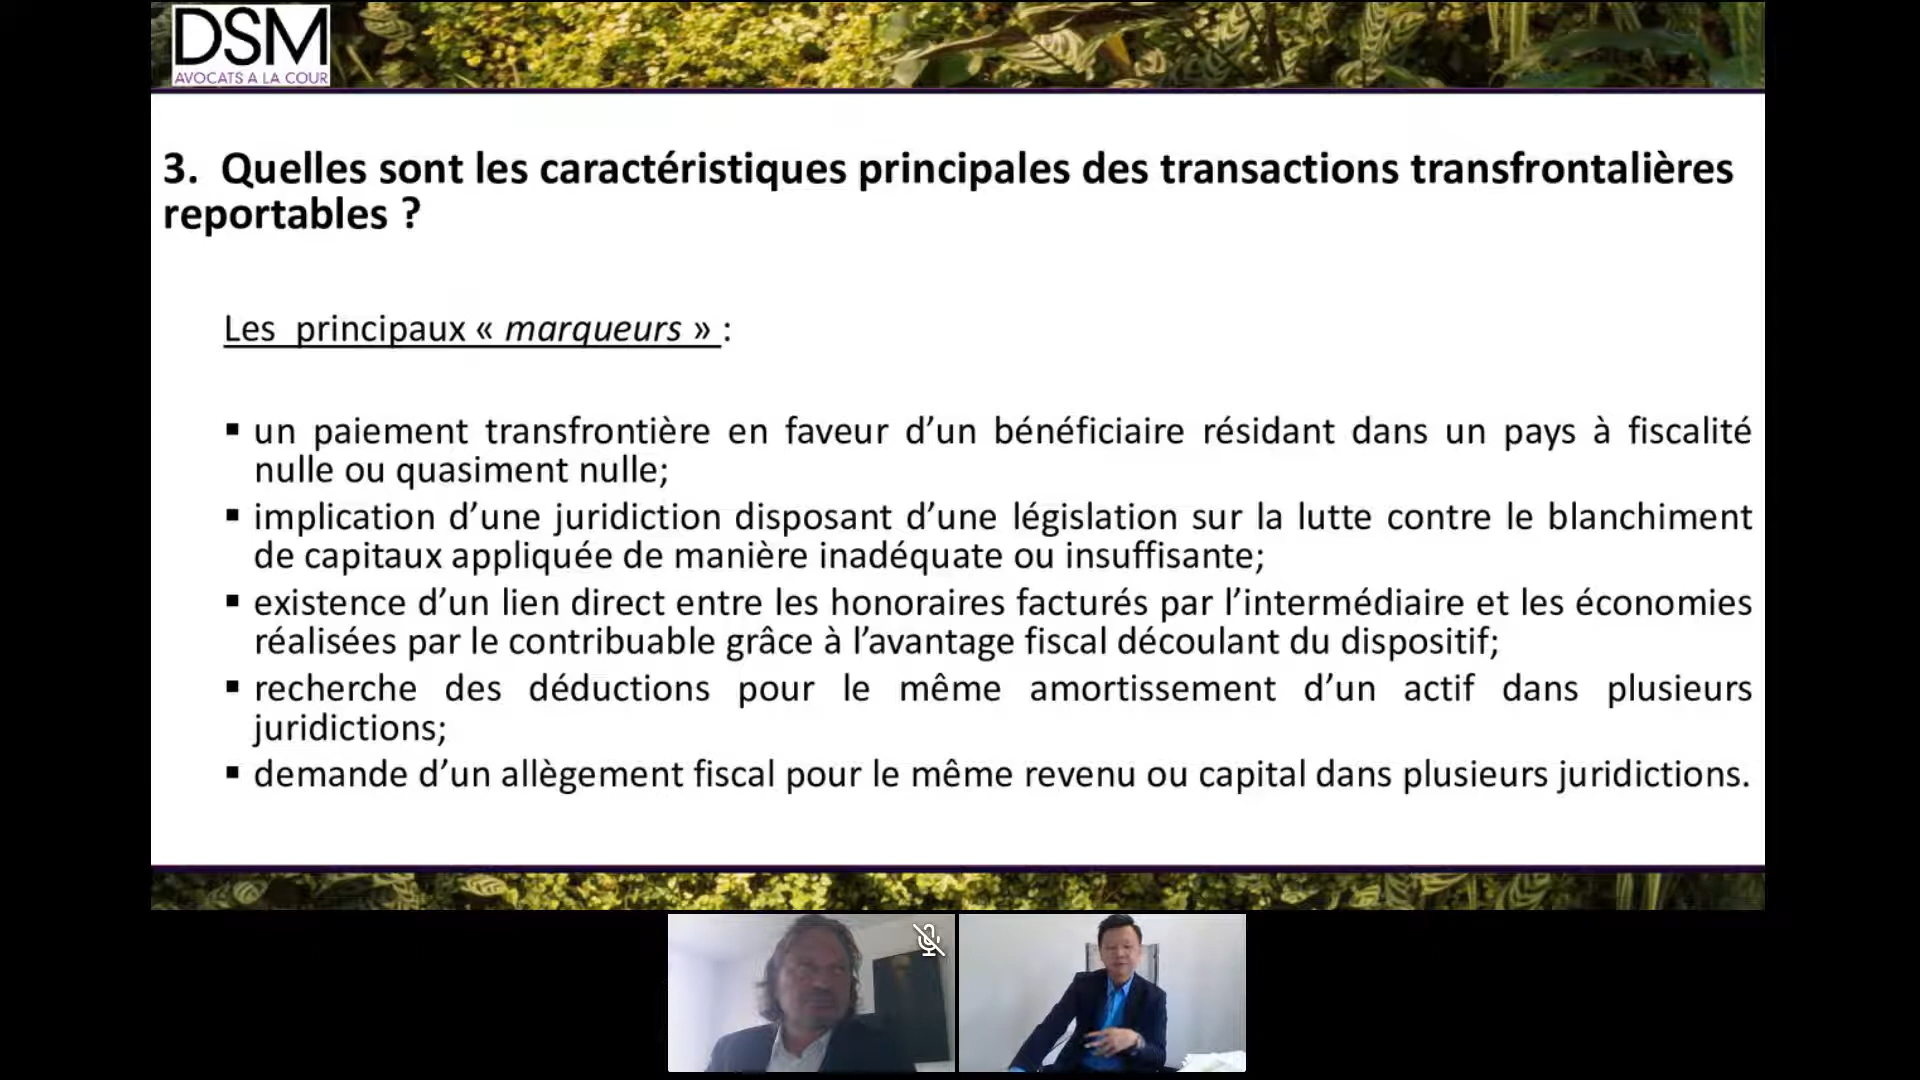 DSM
AVOCATS A LA COUR
3. Quelles sont les caractéristiques principales des transactions transfrontalières
reportables ?
Les principaux « marqueurs » :
▪ un paiement transfrontière en faveur d’un bénéficiaire résidant dans un pays à fiscalité
nulle ou quasiment nulle;
▪ implication d’une juridiction disposant d’une législation sur la lutte contre le blanchiment
de capitaux appliquée de manière inadéquate ou insuffisante;
▪ existence d’un lien direct entre les honoraires facturés par l’intermédiaire et les économies
réalisées par le contribuable grâce à l’avantage fiscal découlant du dispositif;
▪ recherche des déductions pour le même amortissement d’un actif dans plusieurs
juridictions;
▪ demande d’un allègement fiscal pour le même revenu ou capital dans plusieurs juridictions.